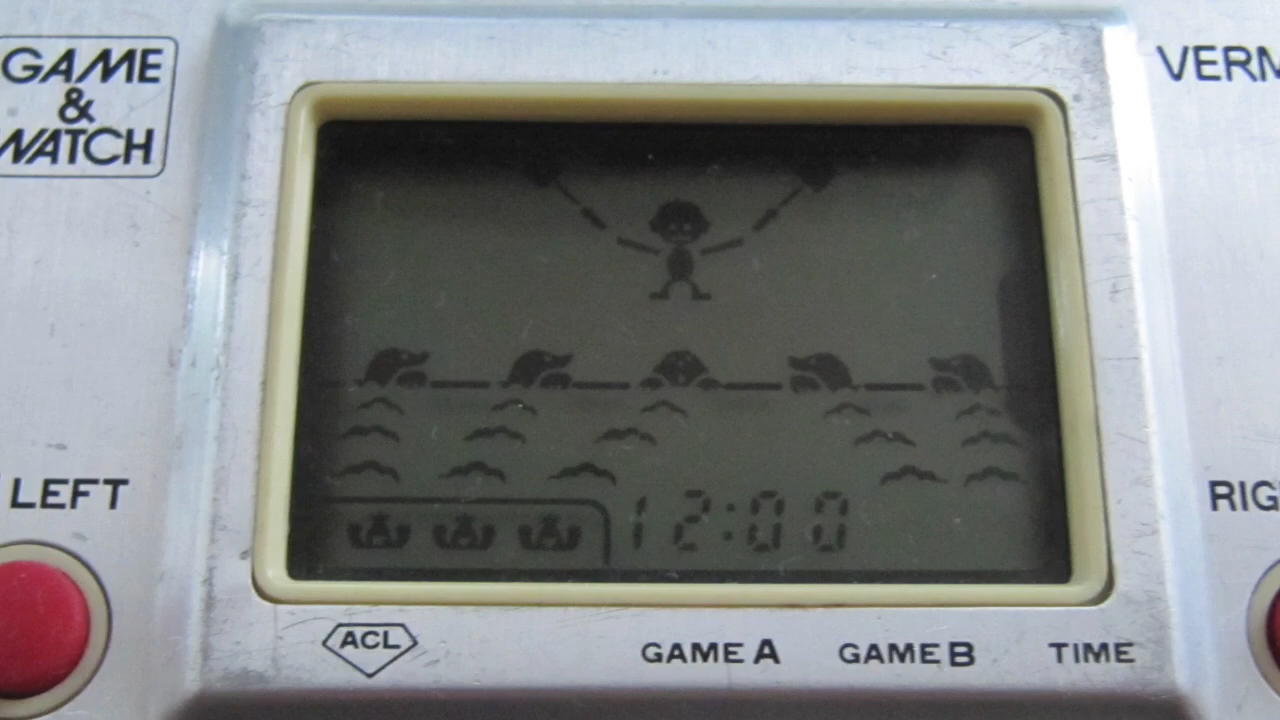 GAME
&
WATCH
VERM
LEFT
RIG
12:00
ACL
GAME A
GAME B
TIME